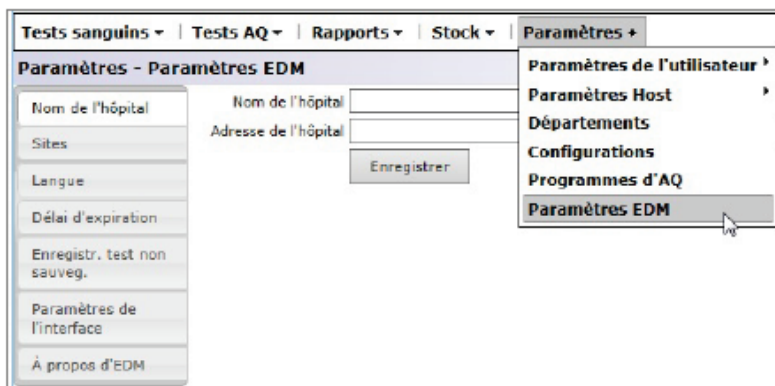 Tests sanguins | Tests AQ | Rapports | Stock | Paramètres
Paramètres - Paramètres EDM
Nom de l'hôpital
Sites
Langue
Délai d'expiration
Enregistr. test non
sauveg.
Paramètres de
l'interface
À propos d'EDM
Nom de l'hôpital
Adresse de l'hôpital
Enregistrer
Paramètres de l'utilisateur
Paramètres Host
Départements
Configurations
Programmes d'AQ
Paramètres EDM